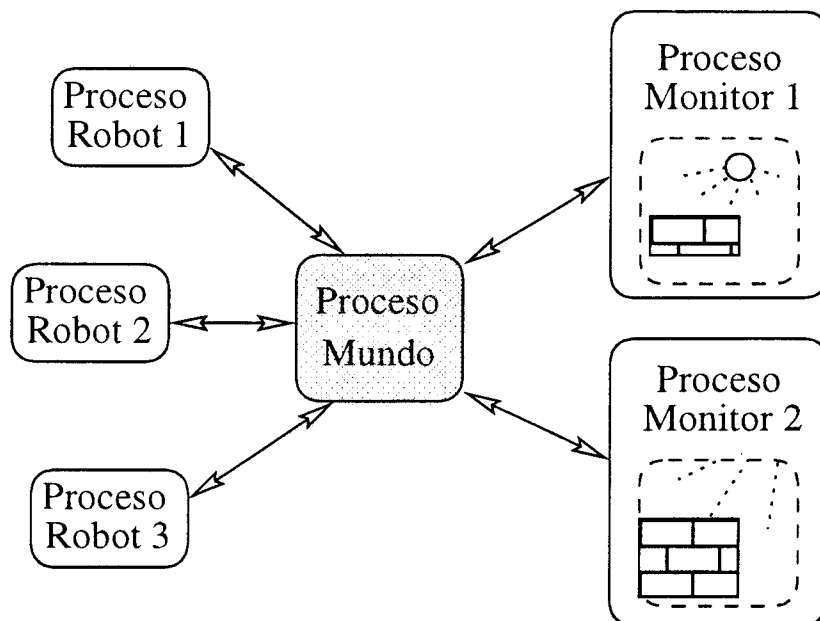 Proceso
Robot 1
Proceso
Robot 2
Proceso
Robot 3
Proceso
Mundo
Proceso
Monitor 1
Proceso
Monitor 2